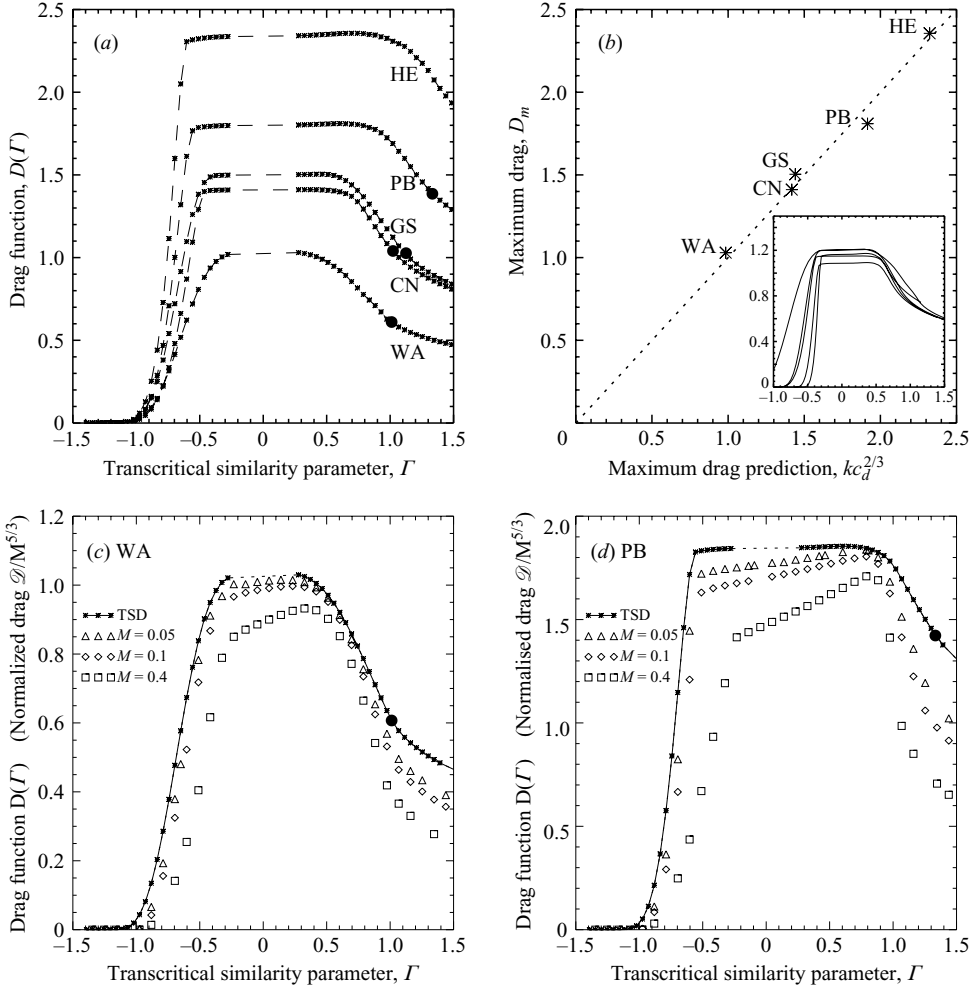 (a)
HE
PB
GS
CN
WA
2.5
2.0
1.5
1.0
0.5
0
−1.5 −1.0 −0.5 0 0.5 1.0 1.5
Drag function, D(Γ)
Transcritical similarity parameter, Γ
(b)
HE
PB
GS
CN
WA
2.5
2.0
1.5
1.0
0.5
0 0.5 1.0 1.5 2.0 2.5
Maximum drag, D_m
Maximum drag prediction, kc_d^{2/3}
1.2
0.8
0.4
0
−1.0 −0.5 0 0.5 1.0 1.5
(c) WA
TSD
M = 0.05
M = 0.1
M = 0.4
1.2
1.0
0.8
0.6
0.4
0.2
0
−1.5 −1.0 −0.5 0 0.5 1.0 1.5
Drag function D(Γ) (Normalized drag 𝒟/M^{5/3})
Transcritical similarity parameter, Γ
(d) PB
TSD
M = 0.05
M = 0.1
M = 0.4
2.0
1.5
1.0
0.5
0
−1.5 −1.0 −0.5 0 0.5 1.0 1.5
Drag function D(Γ) (Normalised drag 𝒟/M^{5/3})
Transcritical similarity parameter, Γ